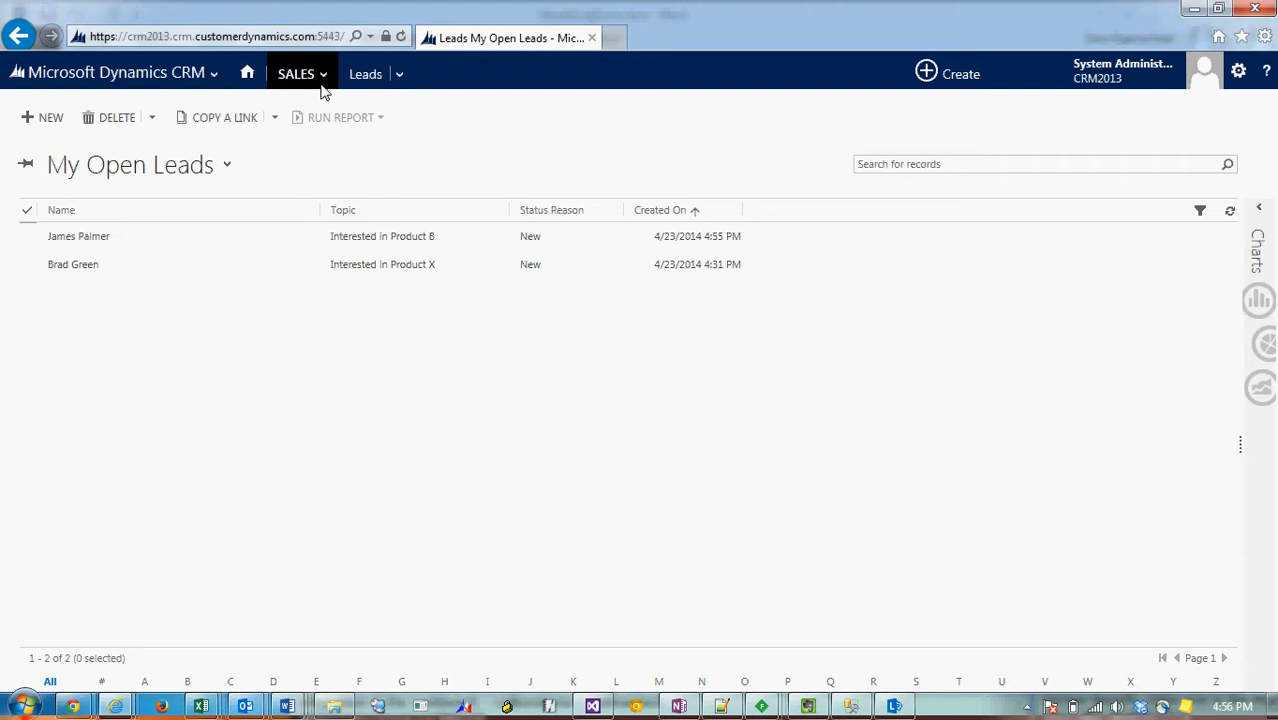 https://crm2013.crm.customerdynamics.com:5443/
Leads My Open Leads - Mic...
Microsoft Dynamics CRM
SALES
Leads
Create
System Administ...
CRM2013
?
NEW
DELETE
COPY A LINK
RUN REPORT
My Open Leads
Search for records
Name Topic Status Reason Created On
James Palmer Interested in Product B New 4/23/2014 4:55 PM
Brad Green Interested in Product X New 4/23/2014 4:31 PM
Charts
1 - 2 of 2 (0 selected)
Page 1
All # A B C D E F G H I J K L M N O P Q R S T U V W X Y Z
4:56 PM